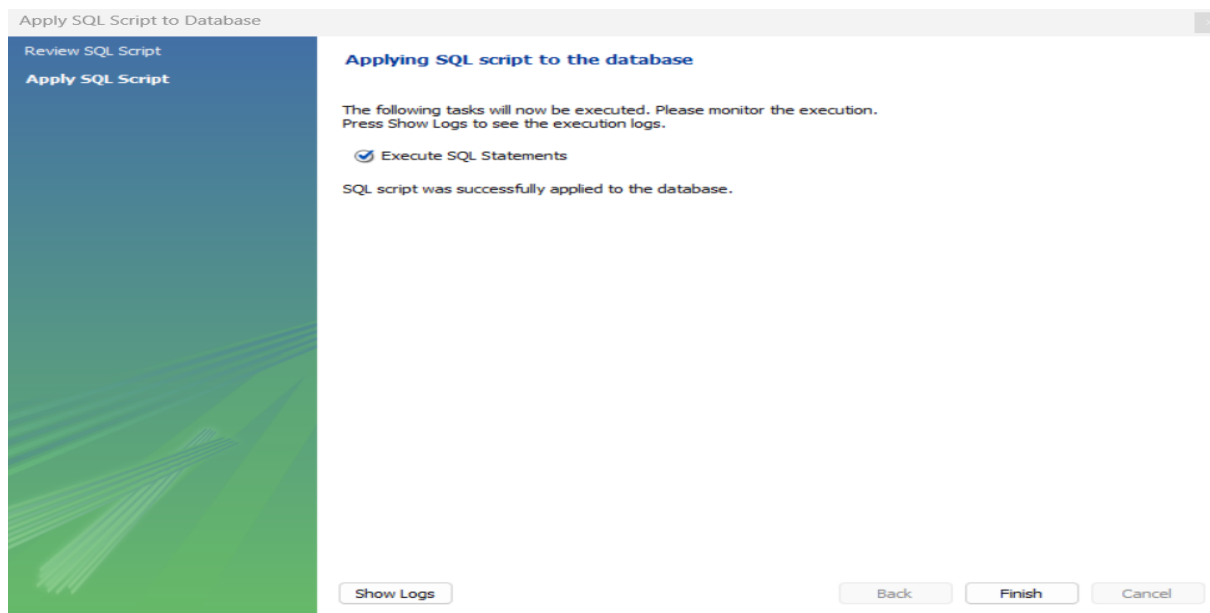 Apply SQL Script to Database
Review SQL Script
Apply SQL Script
Applying SQL script to the database
The following tasks will now be executed. Please monitor the execution.
Press Show Logs to see the execution logs.
Execute SQL Statements
SQL script was successfully applied to the database.
Show Logs
Back
Finish
Cancel